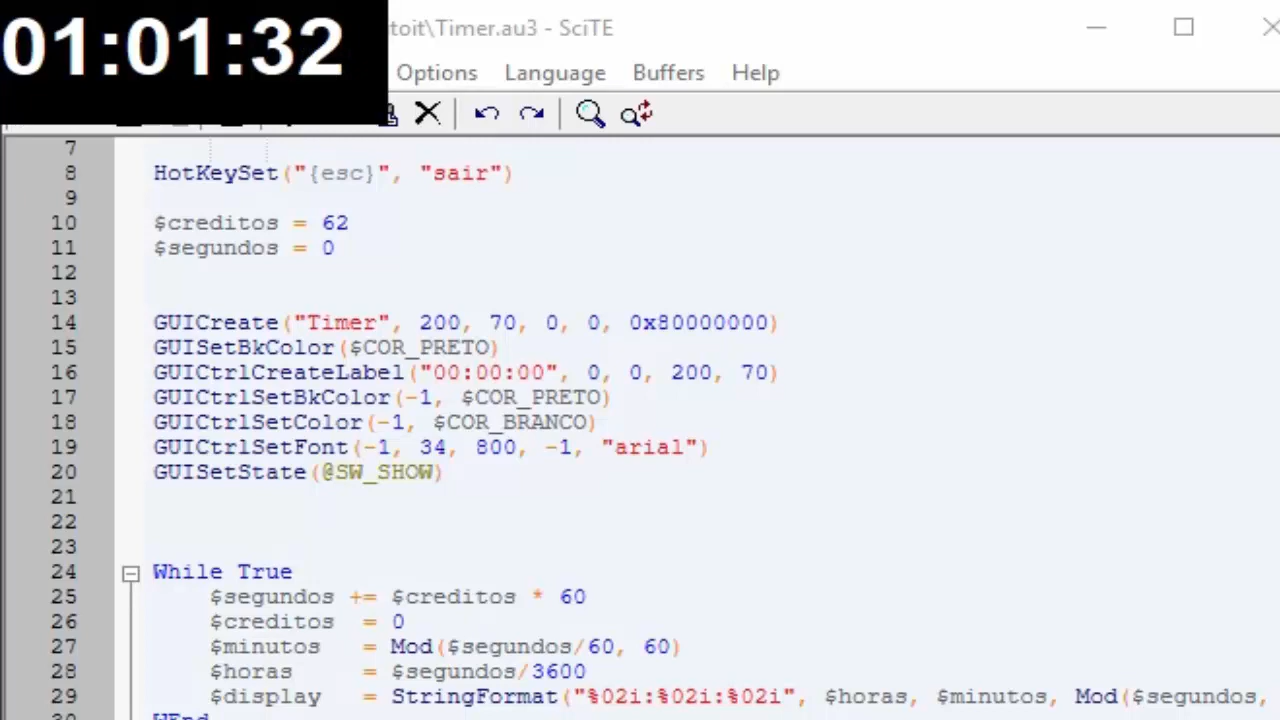 01:01:32
toit\Timer.au3 - SciTE
Options Language Buffers Help
7
8 HotKeySet("{esc}", "sair")
9
10 $creditos = 62
11 $segundos = 0
12
13
14 GUICreate("Timer", 200, 70, 0, 0, 0x80000000)
15 GUISetBkColor($COR_PRETO)
16 GUICtrlCreateLabel("00:00:00", 0, 0, 200, 70)
17 GUICtrlSetBkColor(-1, $COR_PRETO)
18 GUICtrlSetColor(-1, $COR_BRANCO)
19 GUICtrlSetFont(-1, 34, 800, -1, "arial")
20 GUISetState(@SW_SHOW)
21
22
23
24 While True
25 $segundos += $creditos * 60
26 $creditos = 0
27 $minutos = Mod($segundos/60, 60)
28 $horas = $segundos/3600
29 $display = StringFormat("%02i:%02i:%02i", $horas, $minutos, Mod($segundos,
30 WEnd